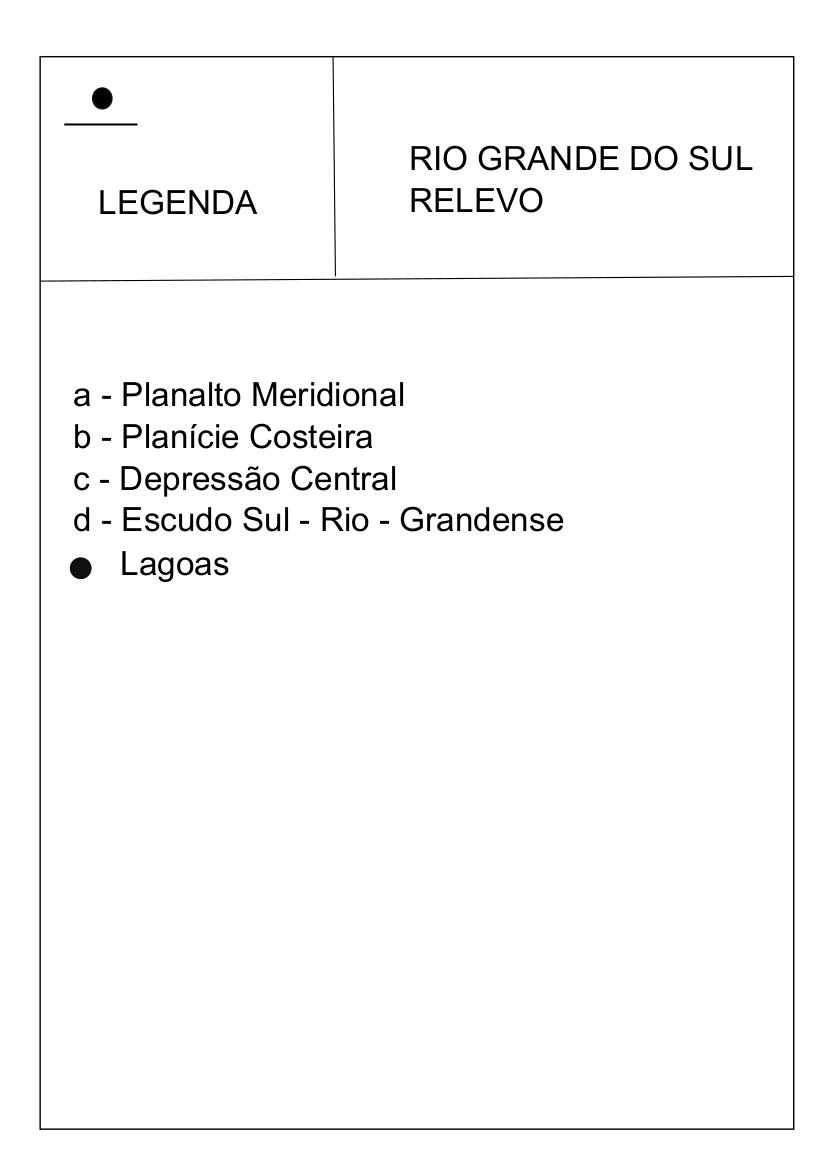 LEGENDA
RIO GRANDE DO SUL
RELEVO
a - Planalto Meridional
b - Planície Costeira
c - Depressão Central
d - Escudo Sul - Rio - Grandense
Lagoas